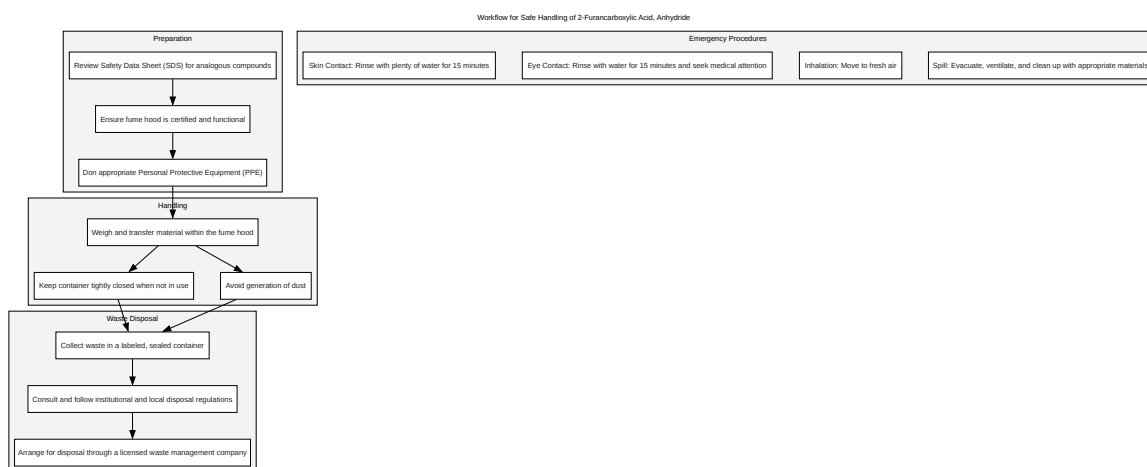 Workflow for Safe Handling of 2-Furancarboxylic Acid, Anhydride
Preparation
Review Safety Data Sheet (SDS) for analogous compounds
Ensure fume hood is certified and functional
Don appropriate Personal Protective Equipment (PPE)
Handling
Weigh and transfer material within the fume hood
Keep container tightly closed when not in use
Avoid generation of dust
Waste Disposal
Collect waste in a labeled, sealed container
Consult and follow institutional and local disposal regulations
Arrange for disposal through a licensed waste management company
Emergency Procedures
Skin Contact: Rinse with plenty of water for 15 minutes
Eye Contact: Rinse with water for 15 minutes and seek medical attention
Inhalation: Move to fresh air
Spill: Evacuate, ventilate, and clean up with appropriate materials